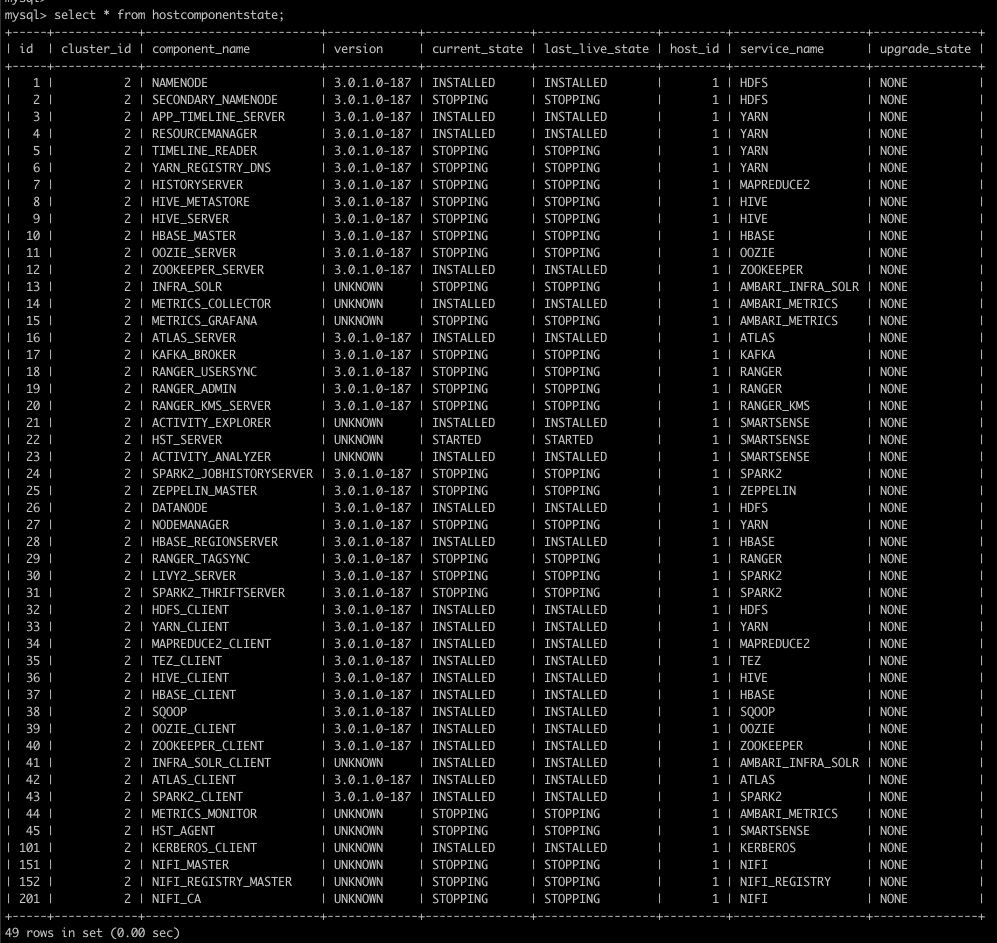 mysql> select * from hostcomponentstate;
+-----+------------+------------------------+-------------+---------------+-----------------+---------+-------------------+---------------+
| id | cluster_id | component_name | version | current_state | last_live_state | host_id | service_name | upgrade_state |
+-----+------------+------------------------+-------------+---------------+-----------------+---------+-------------------+---------------+
| 1 | 2 | NAMENODE | 3.0.1.0-187 | INSTALLED | INSTALLED | 1 | HDFS | NONE |
| 2 | 2 | SECONDARY_NAMENODE | 3.0.1.0-187 | STOPPING | STOPPING | 1 | HDFS | NONE |
| 3 | 2 | APP_TIMELINE_SERVER | 3.0.1.0-187 | INSTALLED | INSTALLED | 1 | YARN | NONE |
| 4 | 2 | RESOURCEMANAGER | 3.0.1.0-187 | INSTALLED | INSTALLED | 1 | YARN | NONE |
| 5 | 2 | TIMELINE_READER | 3.0.1.0-187 | STOPPING | STOPPING | 1 | YARN | NONE |
| 6 | 2 | YARN_REGISTRY_DNS | 3.0.1.0-187 | STOPPING | STOPPING | 1 | YARN | NONE |
| 7 | 2 | HISTORYSERVER | 3.0.1.0-187 | STOPPING | STOPPING | 1 | MAPREDUCE2 | NONE |
| 8 | 2 | HIVE_METASTORE | 3.0.1.0-187 | STOPPING | STOPPING | 1 | HIVE | NONE |
| 9 | 2 | HIVE_SERVER | 3.0.1.0-187 | STOPPING | STOPPING | 1 | HIVE | NONE |
| 10 | 2 | HBASE_MASTER | 3.0.1.0-187 | STOPPING | STOPPING | 1 | HBASE | NONE |
| 11 | 2 | OOZIE_SERVER | 3.0.1.0-187 | STOPPING | STOPPING | 1 | OOZIE | NONE |
| 12 | 2 | ZOOKEEPER_SERVER | 3.0.1.0-187 | INSTALLED | INSTALLED | 1 | ZOOKEEPER | NONE |
| 13 | 2 | INFRA_SOLR | UNKNOWN | STOPPING | STOPPING | 1 | AMBARI_INFRA_SOLR | NONE |
| 14 | 2 | METRICS_COLLECTOR | UNKNOWN | INSTALLED | INSTALLED | 1 | AMBARI_METRICS | NONE |
| 15 | 2 | METRICS_GRAFANA | UNKNOWN | STOPPING | STOPPING | 1 | AMBARI_METRICS | NONE |
| 16 | 2 | ATLAS_SERVER | 3.0.1.0-187 | INSTALLED | INSTALLED | 1 | ATLAS | NONE |
| 17 | 2 | KAFKA_BROKER | 3.0.1.0-187 | STOPPING | STOPPING | 1 | KAFKA | NONE |
| 18 | 2 | RANGER_USERSYNC | 3.0.1.0-187 | STOPPING | STOPPING | 1 | RANGER | NONE |
| 19 | 2 | RANGER_ADMIN | 3.0.1.0-187 | STOPPING | STOPPING | 1 | RANGER | NONE |
| 20 | 2 | RANGER_KMS_SERVER | 3.0.1.0-187 | STOPPING | STOPPING | 1 | RANGER_KMS | NONE |
| 21 | 2 | ACTIVITY_EXPLORER | UNKNOWN | INSTALLED | INSTALLED | 1 | SMARTSENSE | NONE |
| 22 | 2 | HST_SERVER | UNKNOWN | STARTED | STARTED | 1 | SMARTSENSE | NONE |
| 23 | 2 | ACTIVITY_ANALYZER | UNKNOWN | INSTALLED | INSTALLED | 1 | SMARTSENSE | NONE |
| 24 | 2 | SPARK2_JOBHISTORYSERVER | 3.0.1.0-187 | STOPPING | STOPPING | 1 | SPARK2 | NONE |
| 25 | 2 | ZEPPELIN_MASTER | 3.0.1.0-187 | STOPPING | STOPPING | 1 | ZEPPELIN | NONE |
| 26 | 2 | DATANODE | 3.0.1.0-187 | INSTALLED | INSTALLED | 1 | HDFS | NONE |
| 27 | 2 | NODEMANAGER | 3.0.1.0-187 | STOPPING | STOPPING | 1 | YARN | NONE |
| 28 | 2 | HBASE_REGIONSERVER | 3.0.1.0-187 | INSTALLED | INSTALLED | 1 | HBASE | NONE |
| 29 | 2 | RANGER_TAGSYNC | 3.0.1.0-187 | STOPPING | STOPPING | 1 | RANGER | NONE |
| 30 | 2 | LIVY2_SERVER | 3.0.1.0-187 | STOPPING | STOPPING | 1 | SPARK2 | NONE |
| 31 | 2 | SPARK2_THRIFTSERVER | 3.0.1.0-187 | STOPPING | STOPPING | 1 | SPARK2 | NONE |
| 32 | 2 | HDFS_CLIENT | 3.0.1.0-187 | INSTALLED | INSTALLED | 1 | HDFS | NONE |
| 33 | 2 | YARN_CLIENT | 3.0.1.0-187 | INSTALLED | INSTALLED | 1 | YARN | NONE |
| 34 | 2 | MAPREDUCE2_CLIENT | 3.0.1.0-187 | INSTALLED | INSTALLED | 1 | MAPREDUCE2 | NONE |
| 35 | 2 | TEZ_CLIENT | 3.0.1.0-187 | INSTALLED | INSTALLED | 1 | TEZ | NONE |
| 36 | 2 | HIVE_CLIENT | 3.0.1.0-187 | INSTALLED | INSTALLED | 1 | HIVE | NONE |
| 37 | 2 | HBASE_CLIENT | 3.0.1.0-187 | INSTALLED | INSTALLED | 1 | HBASE | NONE |
| 38 | 2 | SQOOP | 3.0.1.0-187 | INSTALLED | INSTALLED | 1 | SQOOP | NONE |
| 39 | 2 | OOZIE_CLIENT | 3.0.1.0-187 | INSTALLED | INSTALLED | 1 | OOZIE | NONE |
| 40 | 2 | ZOOKEEPER_CLIENT | 3.0.1.0-187 | INSTALLED | INSTALLED | 1 | ZOOKEEPER | NONE |
| 41 | 2 | INFRA_SOLR_CLIENT | UNKNOWN | INSTALLED | INSTALLED | 1 | AMBARI_INFRA_SOLR | NONE |
| 42 | 2 | ATLAS_CLIENT | 3.0.1.0-187 | INSTALLED | INSTALLED | 1 | ATLAS | NONE |
| 43 | 2 | SPARK2_CLIENT | 3.0.1.0-187 | INSTALLED | INSTALLED | 1 | SPARK2 | NONE |
| 44 | 2 | METRICS_MONITOR | UNKNOWN | STOPPING | STOPPING | 1 | AMBARI_METRICS | NONE |
| 45 | 2 | HST_AGENT | UNKNOWN | STOPPING | STOPPING | 1 | SMARTSENSE | NONE |
| 101 | 2 | KERBEROS_CLIENT | UNKNOWN | INSTALLED | INSTALLED | 1 | KERBEROS | NONE |
| 151 | 2 | NIFI_MASTER | UNKNOWN | STOPPING | STOPPING | 1 | NIFI | NONE |
| 152 | 2 | NIFI_REGISTRY_MASTER | UNKNOWN | STOPPING | STOPPING | 1 | NIFI_REGISTRY | NONE |
| 201 | 2 | NIFI_CA | UNKNOWN | STOPPING | STOPPING | 1 | NIFI | NONE |
+-----+------------+------------------------+-------------+---------------+-----------------+---------+-------------------+---------------+
49 rows in set (0.00 sec)